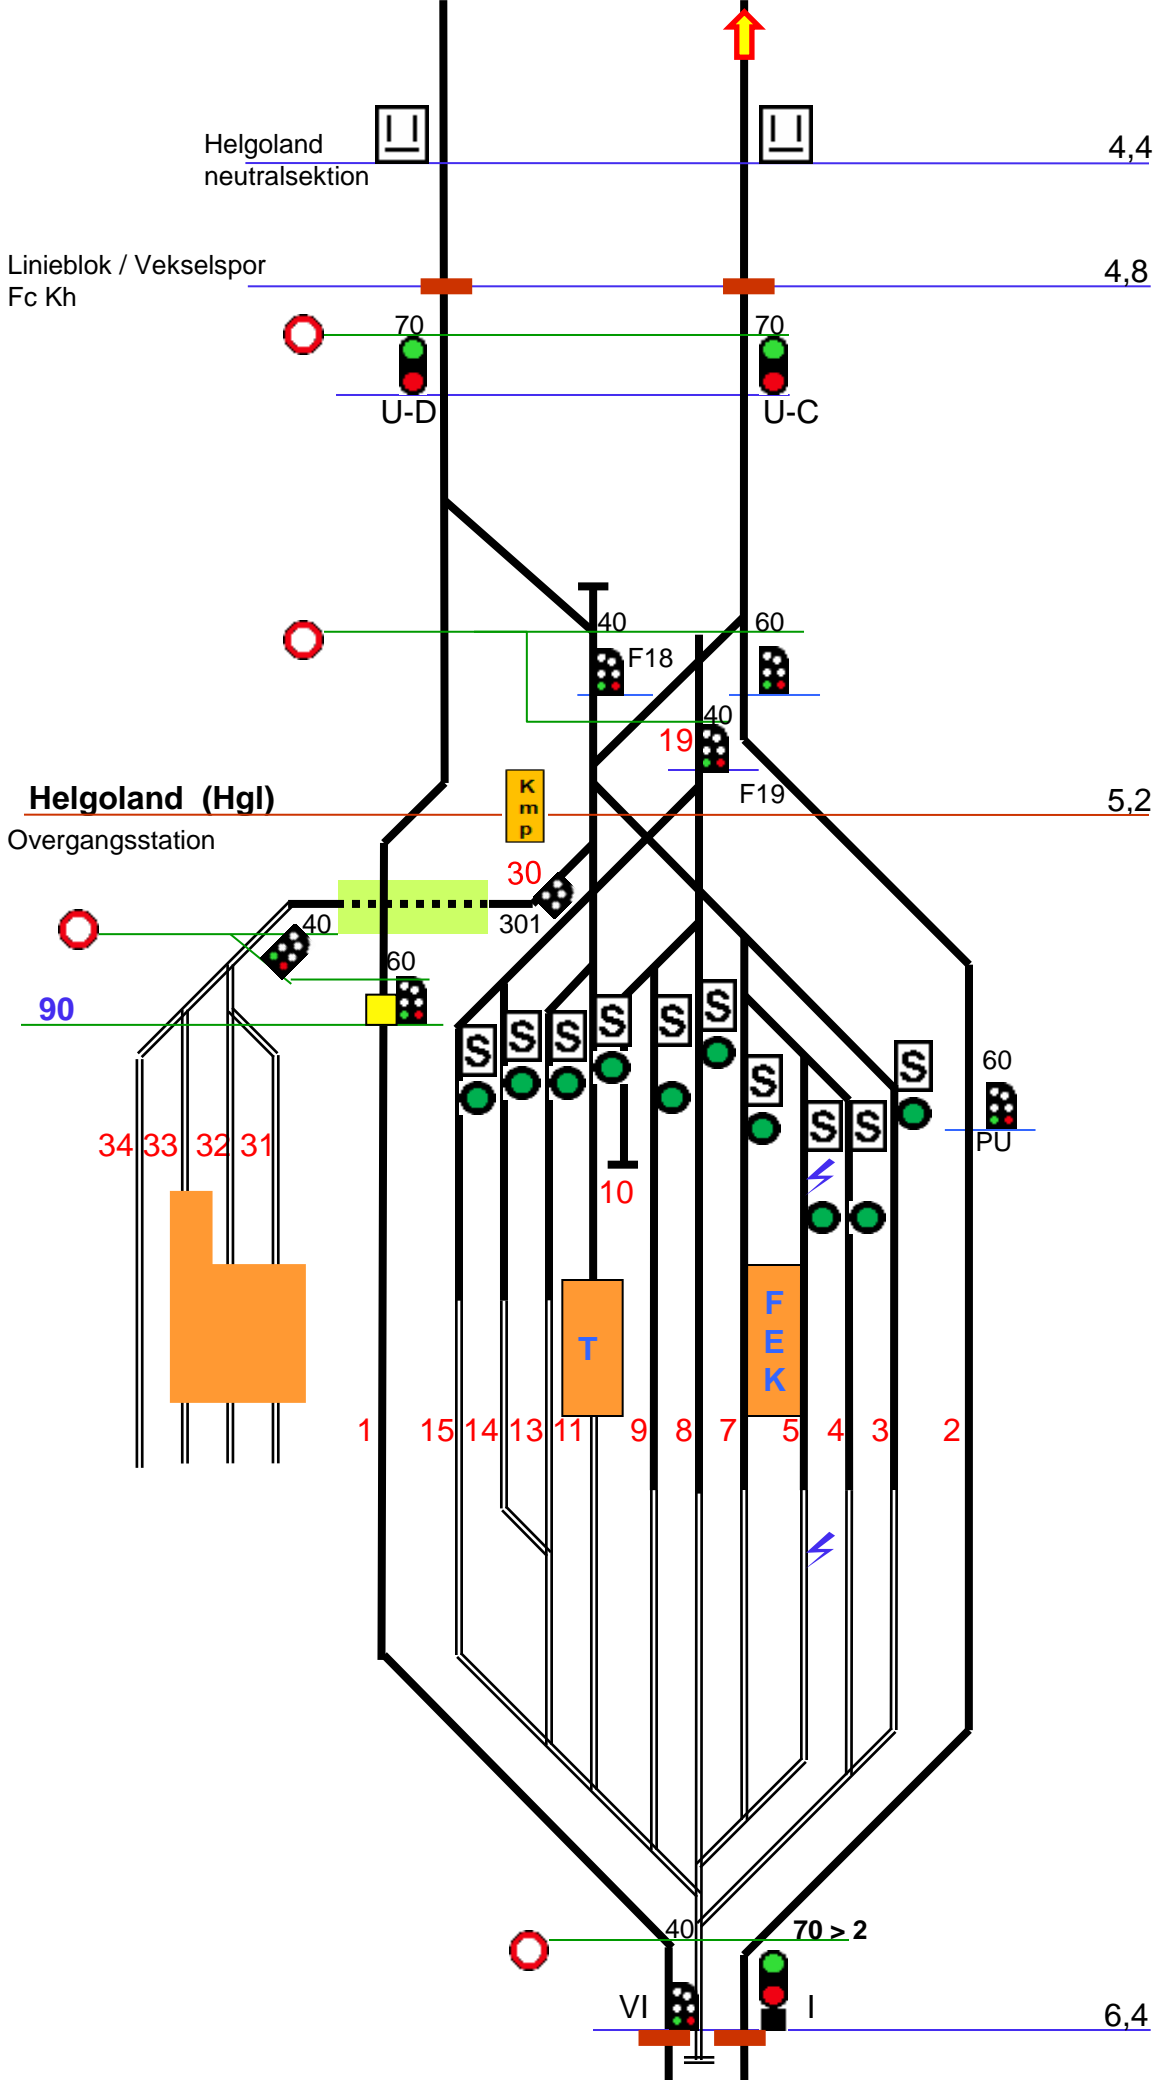 Helgoland
neutralsektion
4,4
Linieblok / Vekselspor
Fc Kh
4,8
70
70
U-D
U-C
40
60
F18
40
19
F19
Helgoland (Hgl)
K
m
p
5,2
Overgangsstation
30
40
301
60
90
S
S
S
S
S
S
S
S
S
S
60
PU
34 33 32 31
10
T
F
E
K
1 15 14 13 11 9 8 7 5 4 3 2
40
70 > 2
VI
I
6,4